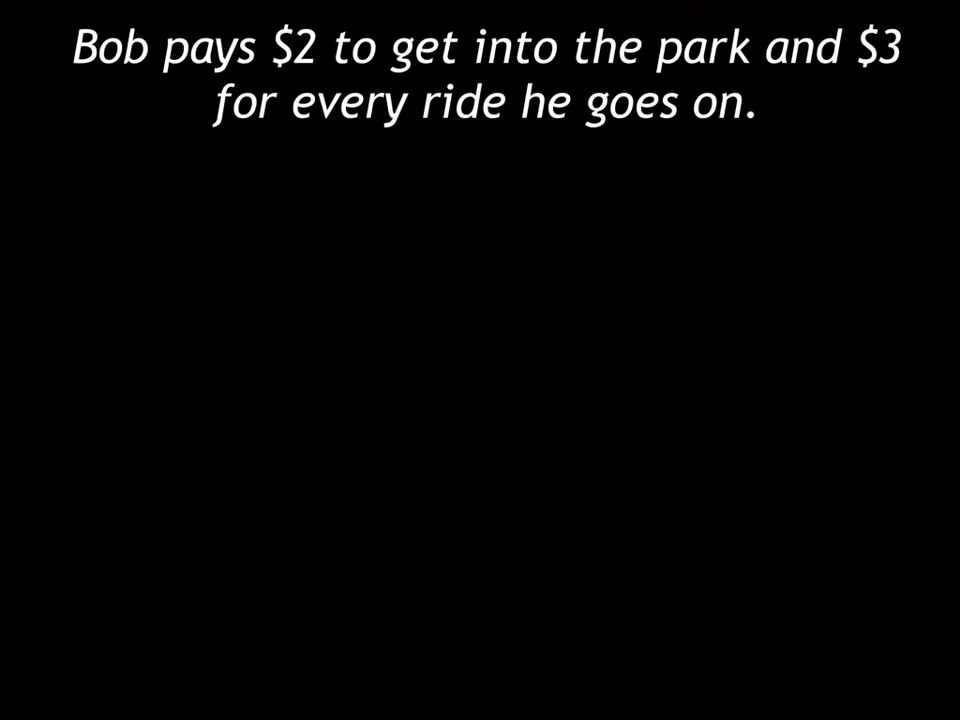 Bob pays $2 to get into the park and $3
for every ride he goes on.